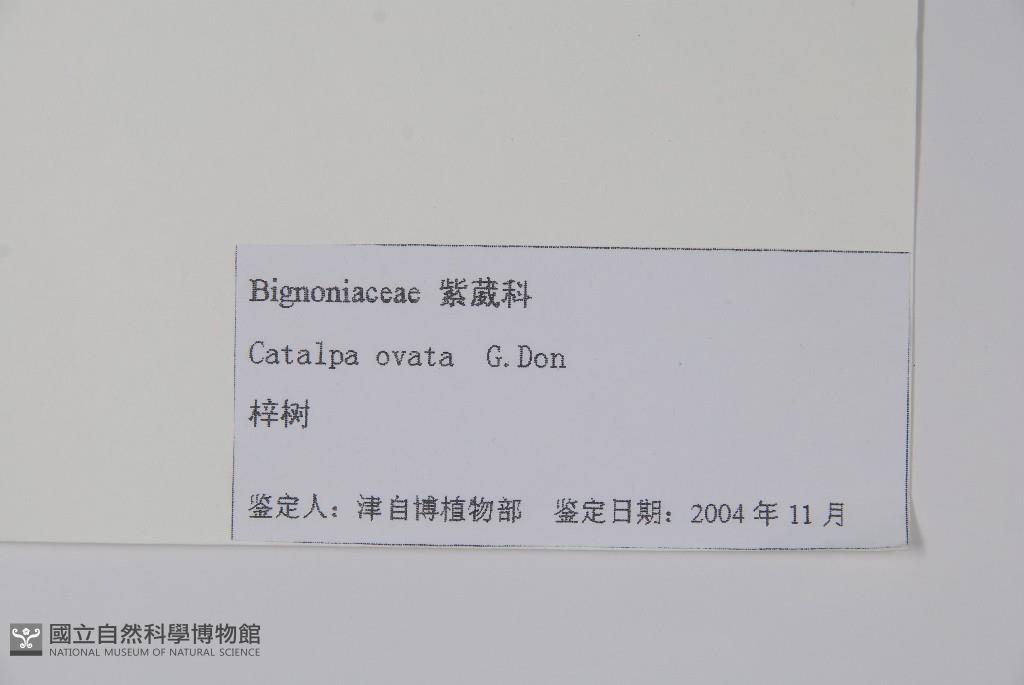 Bignoniaceae 紫葳科
Catalpa ovata G.Don
梓树
鉴定人：津自博植物部 鉴定日期：2004 年 11 月
國立自然科學博物館
NATIONAL MUSEUM OF NATURAL SCIENCE